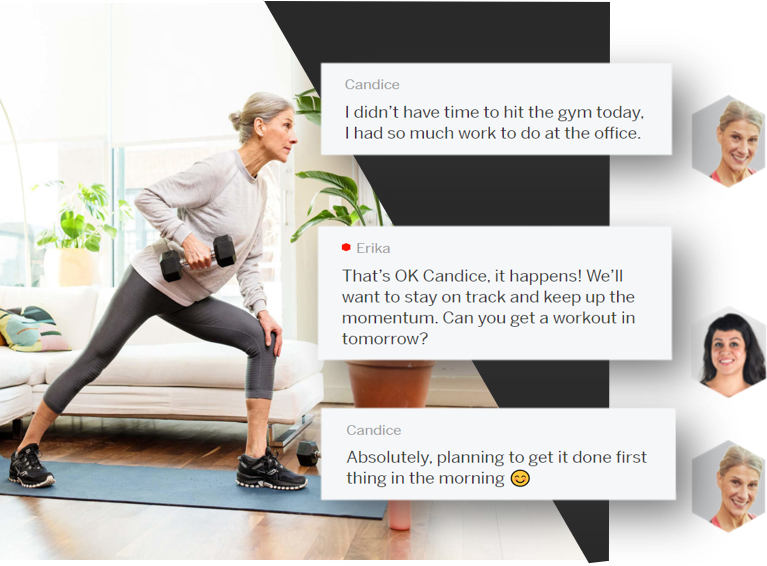 Candice
I didn’t have time to hit the gym today,
I had so much work to do at the office.
Erika
That’s OK Candice, it happens! We’ll
want to stay on track and keep up the
momentum. Can you get a workout in
tomorrow?
Candice
Absolutely, planning to get it done first
thing in the morning 😊